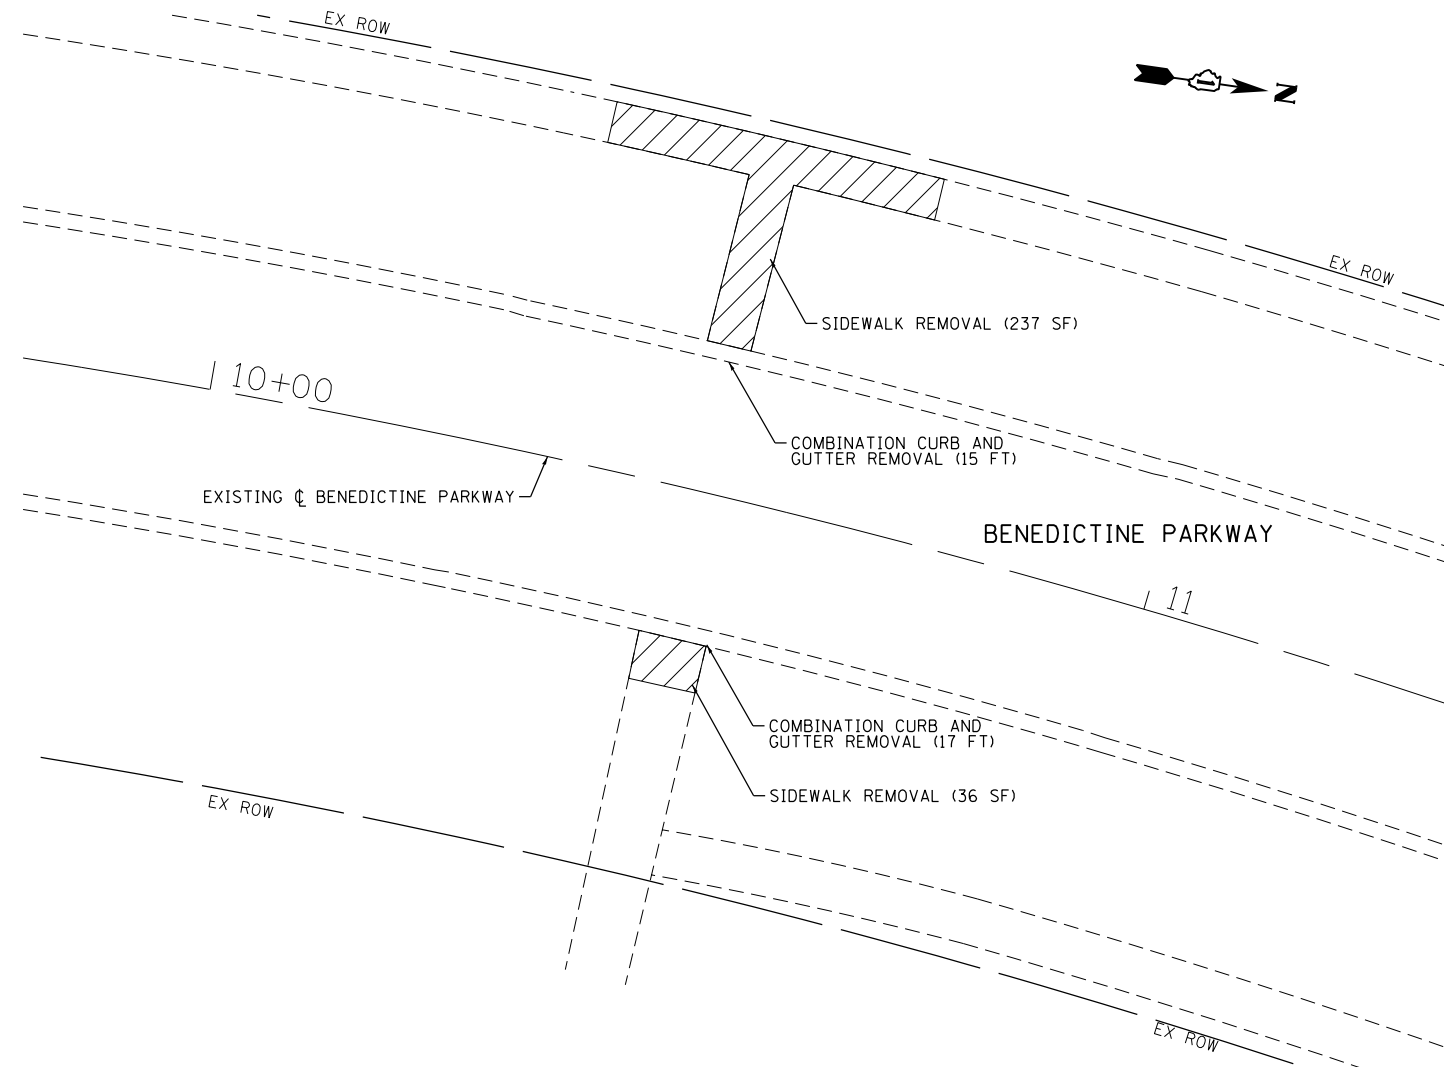 EX ROW
N
EX ROW
SIDEWALK REMOVAL (237 SF)
10+00
COMBINATION CURB AND
GUTTER REMOVAL (15 FT)
EXISTING ℄ BENEDICTINE PARKWAY
BENEDICTINE PARKWAY
11
COMBINATION CURB AND
GUTTER REMOVAL (17 FT)
SIDEWALK REMOVAL (36 SF)
EX ROW
EX ROW